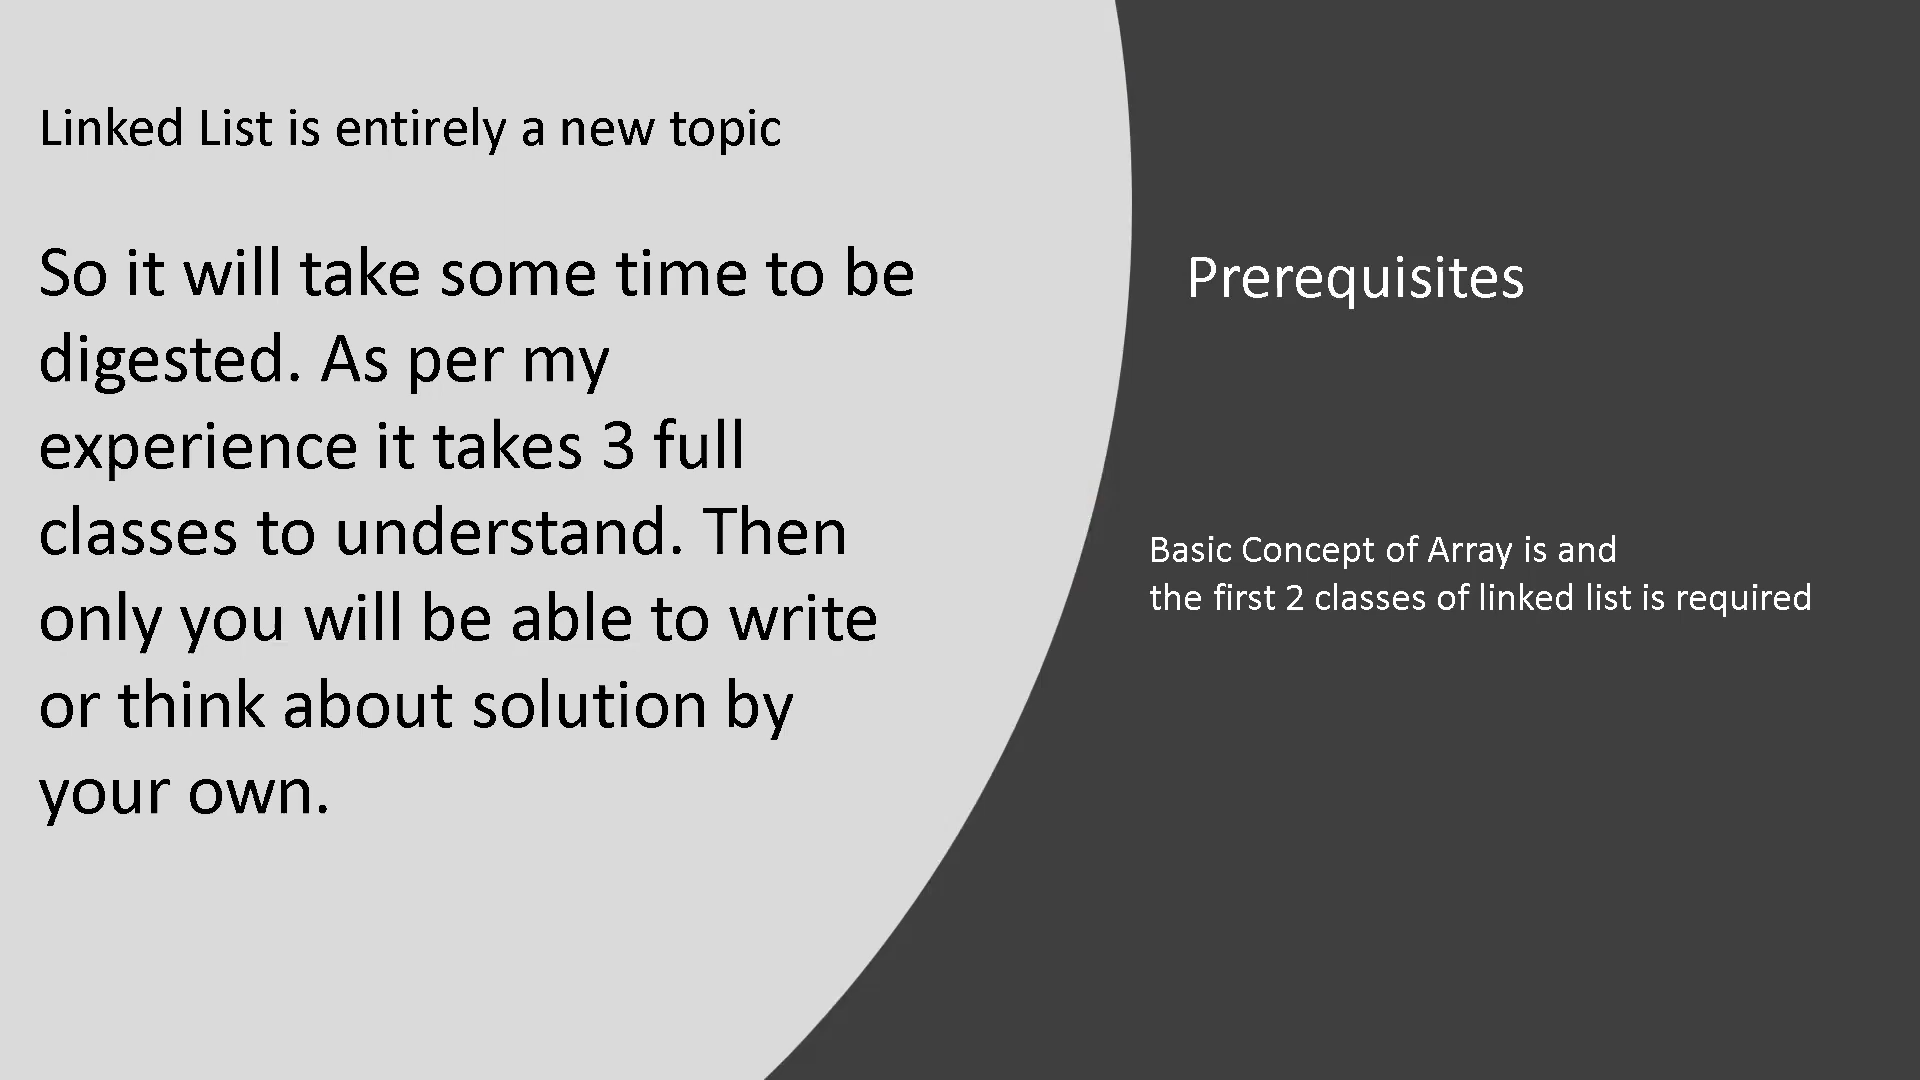 Linked List is entirely a new topic
So it will take some time to be
digested. As per my
experience it takes 3 full
classes to understand. Then
only you will be able to write
or think about solution by
your own.
Prerequisites
Basic Concept of Array is and
the first 2 classes of linked list is required